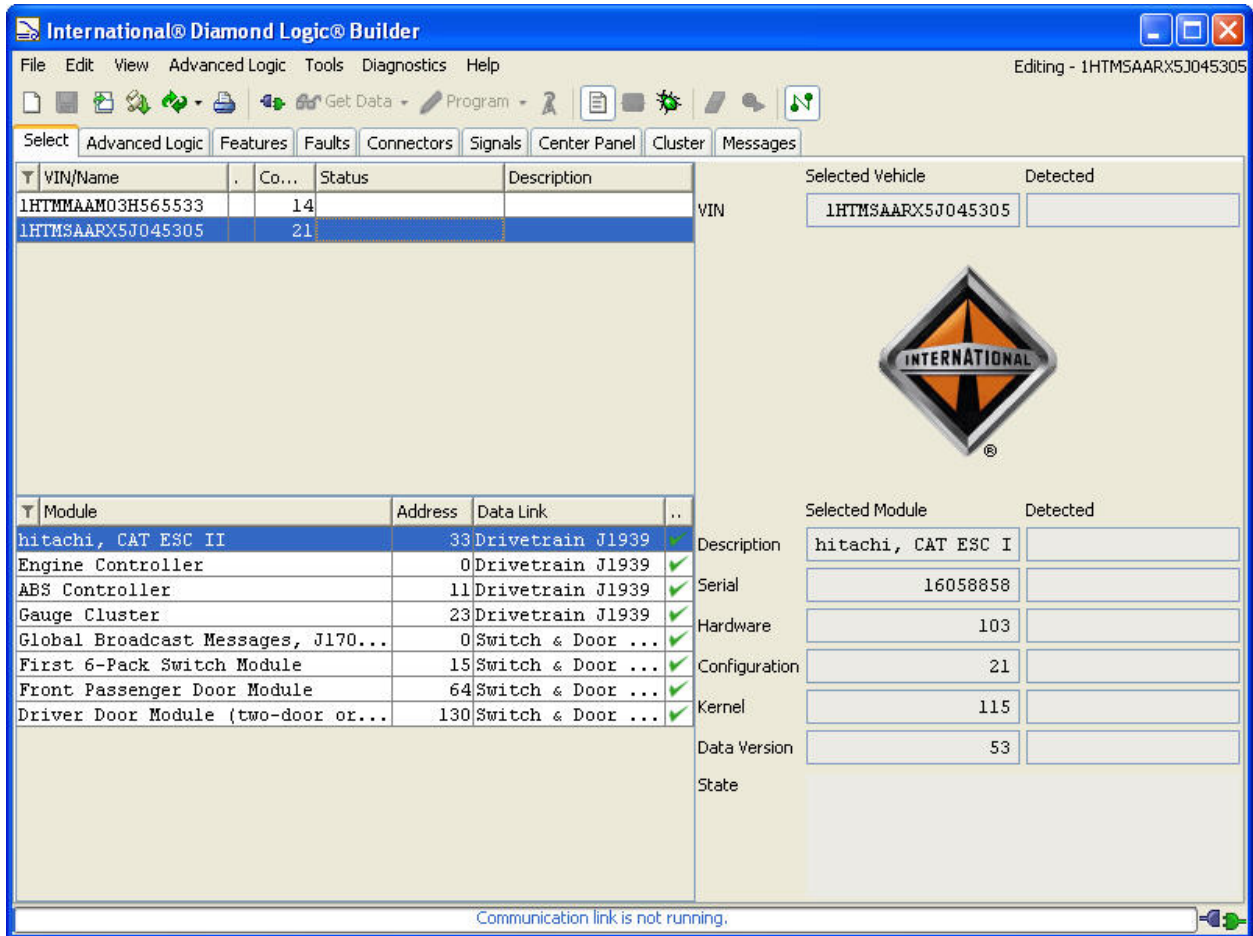 International® Diamond Logic® Builder
File Edit View Advanced Logic Tools Diagnostics Help Editing - 1HTMSAARX5J045305
Get Data Program
Select Advanced Logic Features Faults Connectors Signals Center Panel Cluster Messages
VIN/Name . Co... Status Description
1HTMMAAM03H565533 14
1HTMSAARX5J045305 21
Selected Vehicle Detected
VIN 1HTMSAARX5J045305
INTERNATIONAL
®
Module Address Data Link ..
hitachi, CAT ESC II 33 Drivetrain J1939
Engine Controller 0 Drivetrain J1939
ABS Controller 11 Drivetrain J1939
Gauge Cluster 23 Drivetrain J1939
Global Broadcast Messages, J170... 0 Switch & Door ...
First 6-Pack Switch Module 15 Switch & Door ...
Front Passenger Door Module 64 Switch & Door ...
Driver Door Module (two-door or... 130 Switch & Door ...
Selected Module Detected
Description hitachi, CAT ESC I
Serial 16058858
Hardware 103
Configuration 21
Kernel 115
Data Version 53
State
Communication link is not running.